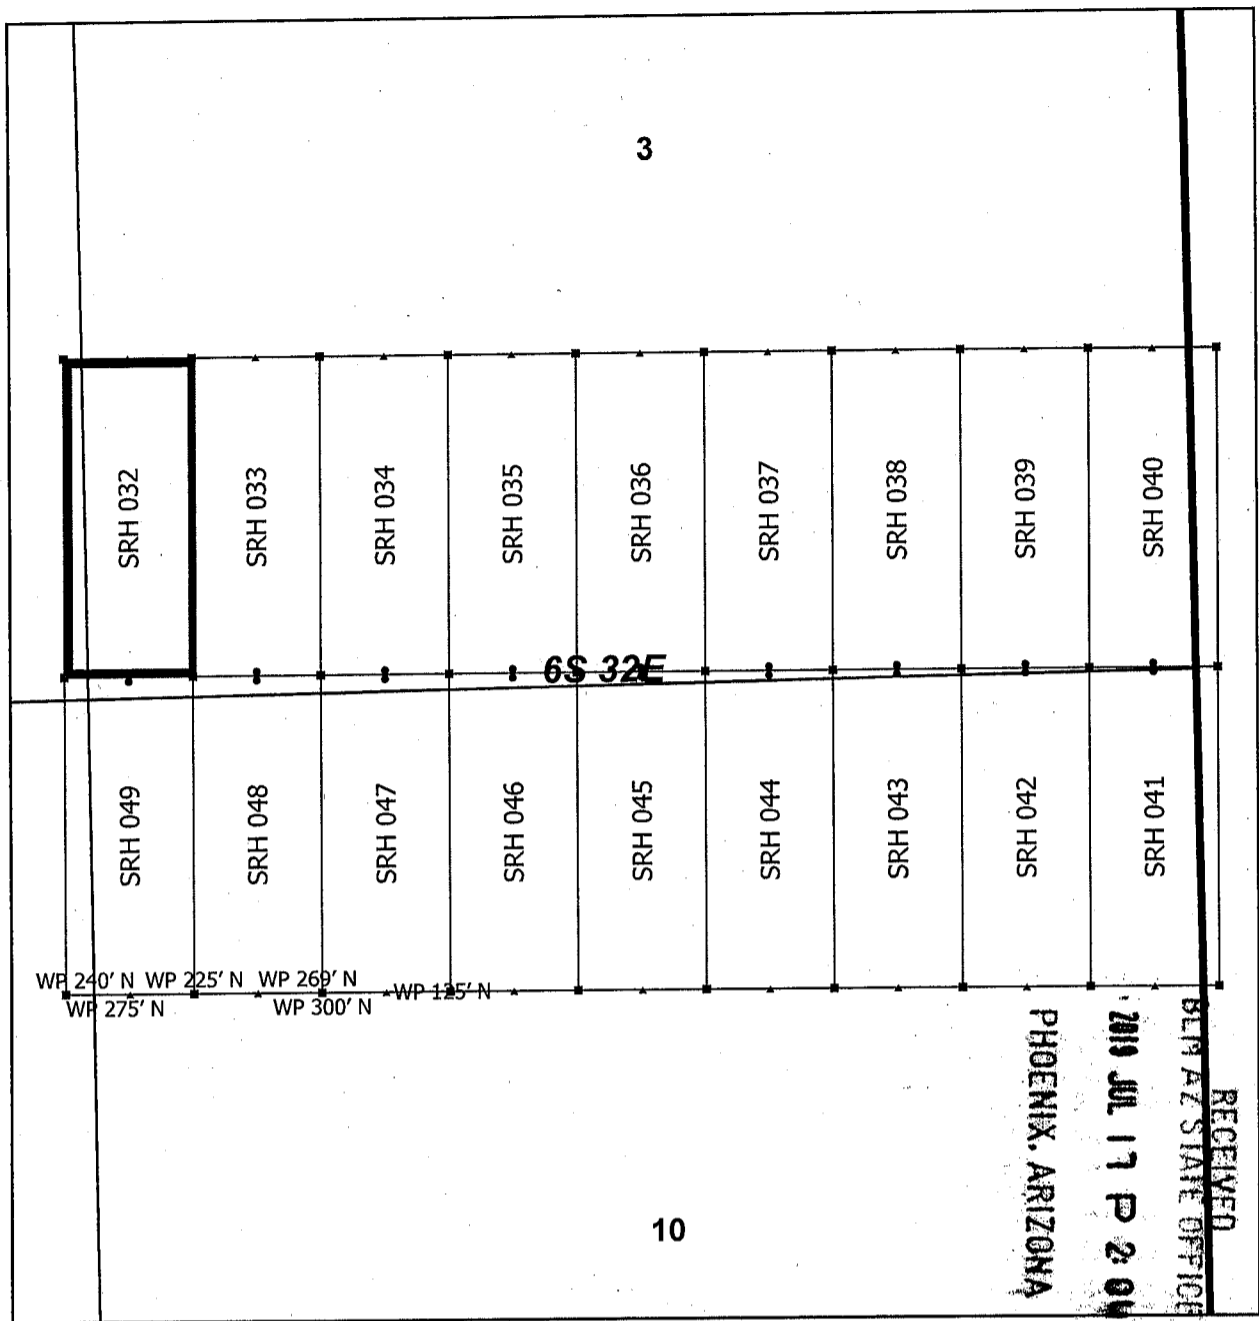 3
SRH 032
SRH 033
SRH 034
SRH 035
SRH 036
SRH 037
SRH 038
SRH 039
SRH 040
6S 32E
SRH 049
SRH 048
SRH 047
SRH 046
SRH 045
SRH 044
SRH 043
SRH 042
SRH 041
WP 240' N WP 225' N WP 269' N
WP 125' N
WP 275' N WP 300' N
10
RECEIVED
BLM AZ STATE OFFICE
2019 JUL 17 P 2:0
PHOENIX, ARIZONA